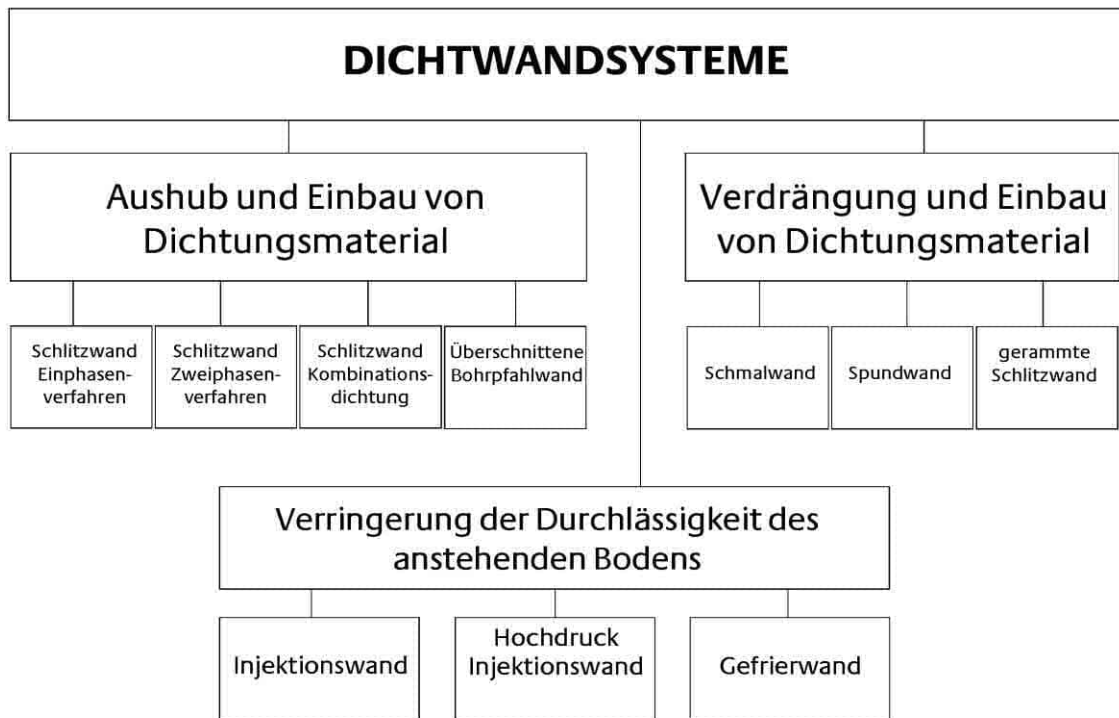 DICHTWANDSYSTEME
Aushub und Einbau von
Dichtungsmaterial
Verdrängung und Einbau
von Dichtungsmaterial
Schlitzwand
Einphasen-
verfahren
Schlitzwand
Zweiphasen-
verfahren
Schlitzwand
Kombinations-
dichtung
Überschnittene
Bohrpfahlwand
Schmalwand
Spundwand
gerammte
Schlitzwand
Verringerung der Durchlässigkeit des
anstehenden Bodens
Injektionswand
Hochdruck
Injektionswand
Gefrierwand